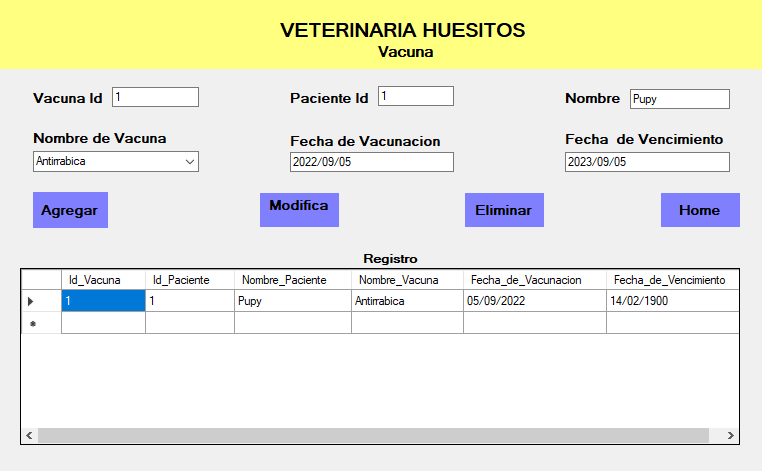 VETERINARIA HUESITOS
Vacuna
Vacuna Id 1 Paciente Id 1 Nombre Pupy
Nombre de Vacuna Fecha de Vacunacion Fecha de Vencimiento
Antirrabica 2022/09/05 2023/09/05
Agregar Modifica Eliminar Home
Registro
Id_Vacuna Id_Paciente Nombre_Paciente Nombre_Vacuna Fecha_de_Vacunacion Fecha_de_Vencimiento
1 1 Pupy Antirrabica 05/09/2022 14/02/1900